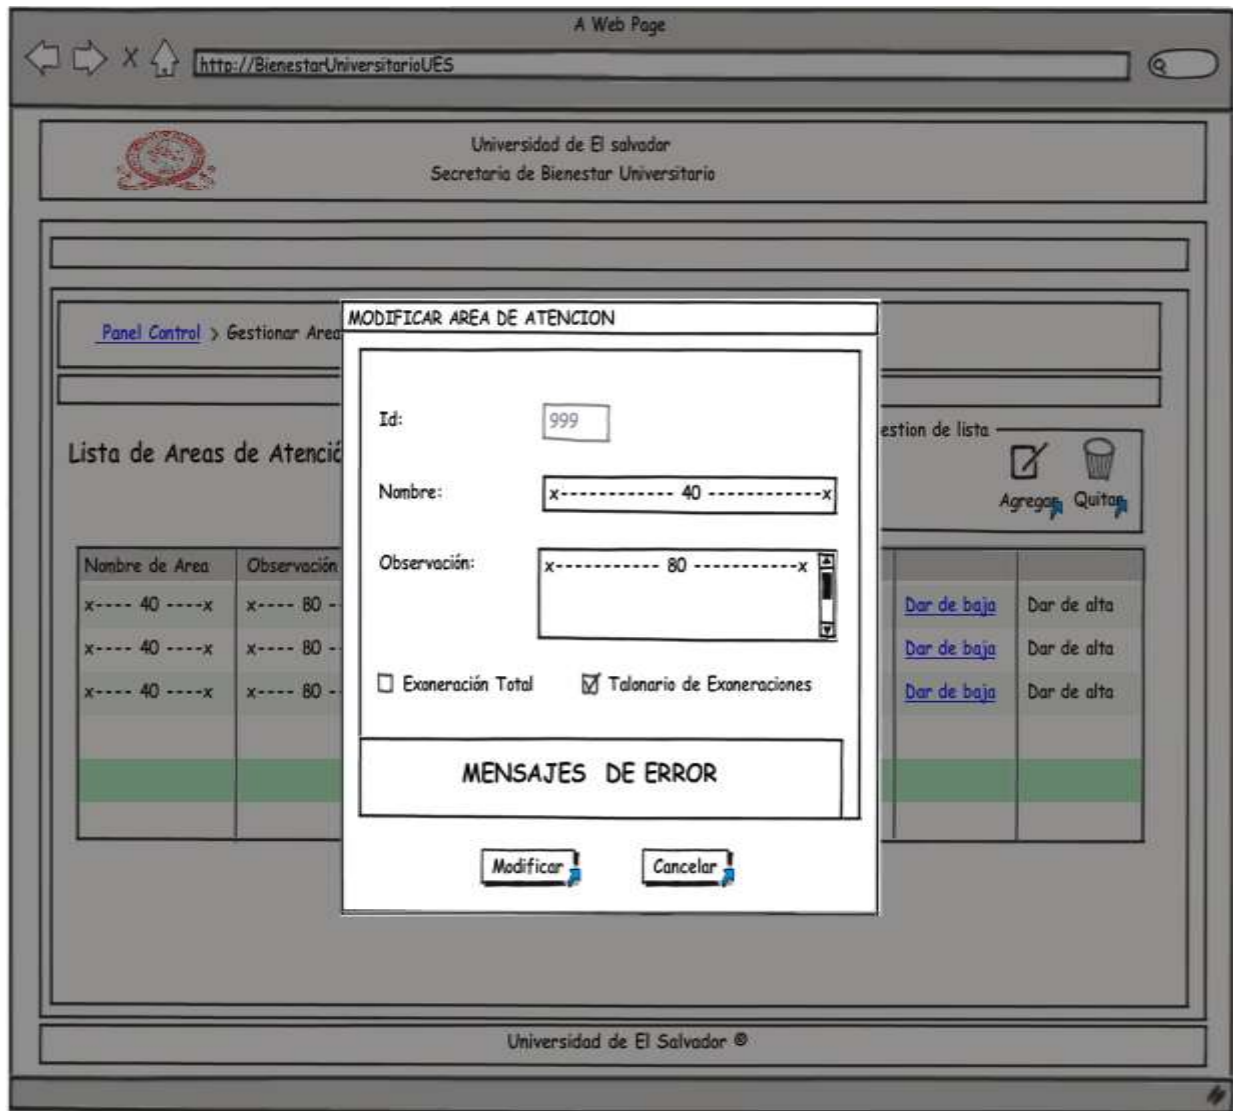 A Web Page
http://BienestarUniversitarioUES
Universidad de El salvador
Secretaria de Bienestar Universitario
Panel Control > Gestionar Area
MODIFICAR AREA DE ATENCION
Id: 999
Nombre: x------------ 40 ------------x
Observación: x----------- 80 -----------x
Exoneración Total Talonario de Exoneraciones
MENSAJES DE ERROR
Modificar Cancelar
Lista de Areas de Atenció
estion de lista
Agregar Quitar
Nombre de Area Observación
x---- 40 ----x x---- 80 -- Dar de baja Dar de alta
x---- 40 ----x x---- 80 -- Dar de baja Dar de alta
x---- 40 ----x x---- 80 -- Dar de baja Dar de alta
Universidad de El Salvador ©